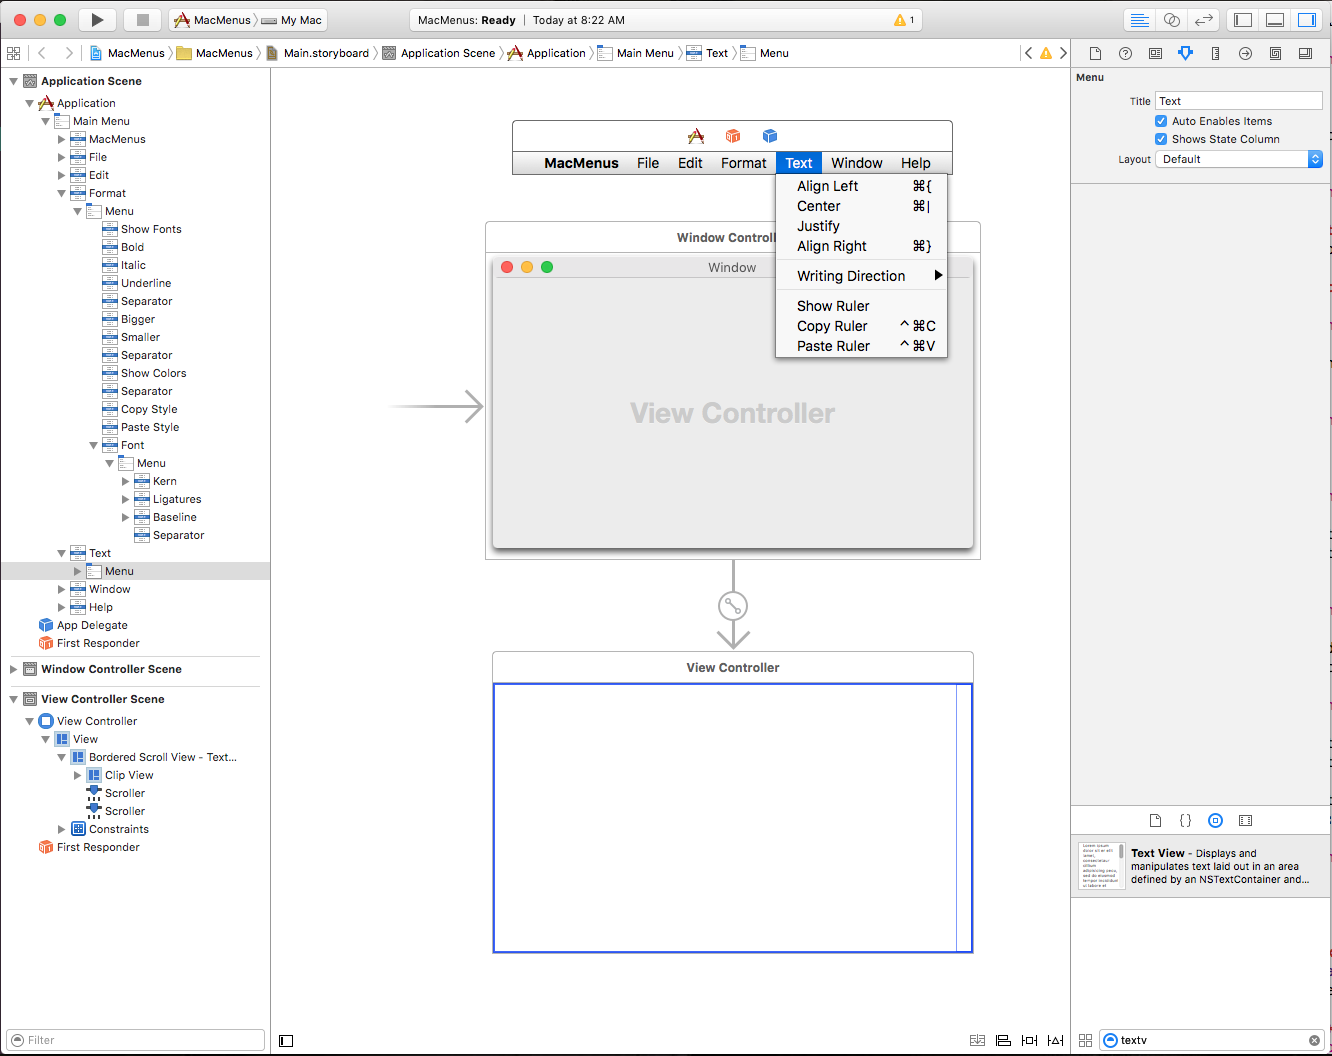 MacMenus My Mac
MacMenus: Ready Today at 8:22 AM
1
MacMenus MacMenus Main.storyboard Application Scene Application Main Menu Text Menu
Application Scene
Application
Main Menu
MacMenus
File
Edit
Format
Menu
Show Fonts
Bold
Italic
Underline
Separator
Bigger
Smaller
Separator
Show Colors
Separator
Copy Style
Paste Style
Font
Menu
Kern
Ligatures
Baseline
Separator
Text
Menu
Window
Help
App Delegate
First Responder
Window Controller Scene
View Controller Scene
View Controller
View
Bordered Scroll View - Text...
Clip View
Scroller
Scroller
Constraints
First Responder
Filter
MacMenus File Edit Format Text Window Help
Align Left ⌘{
Center ⌘|
Justify
Align Right ⌘}
Writing Direction
Show Ruler
Copy Ruler ^⌘C
Paste Ruler ^⌘V
Window
View Controller
View Controller
Menu
Title Text
Auto Enables Items
Shows State Column
Layout Default
Text View - Displays and
manipulates text laid out in an area
defined by an NSTextContainer and...
textv